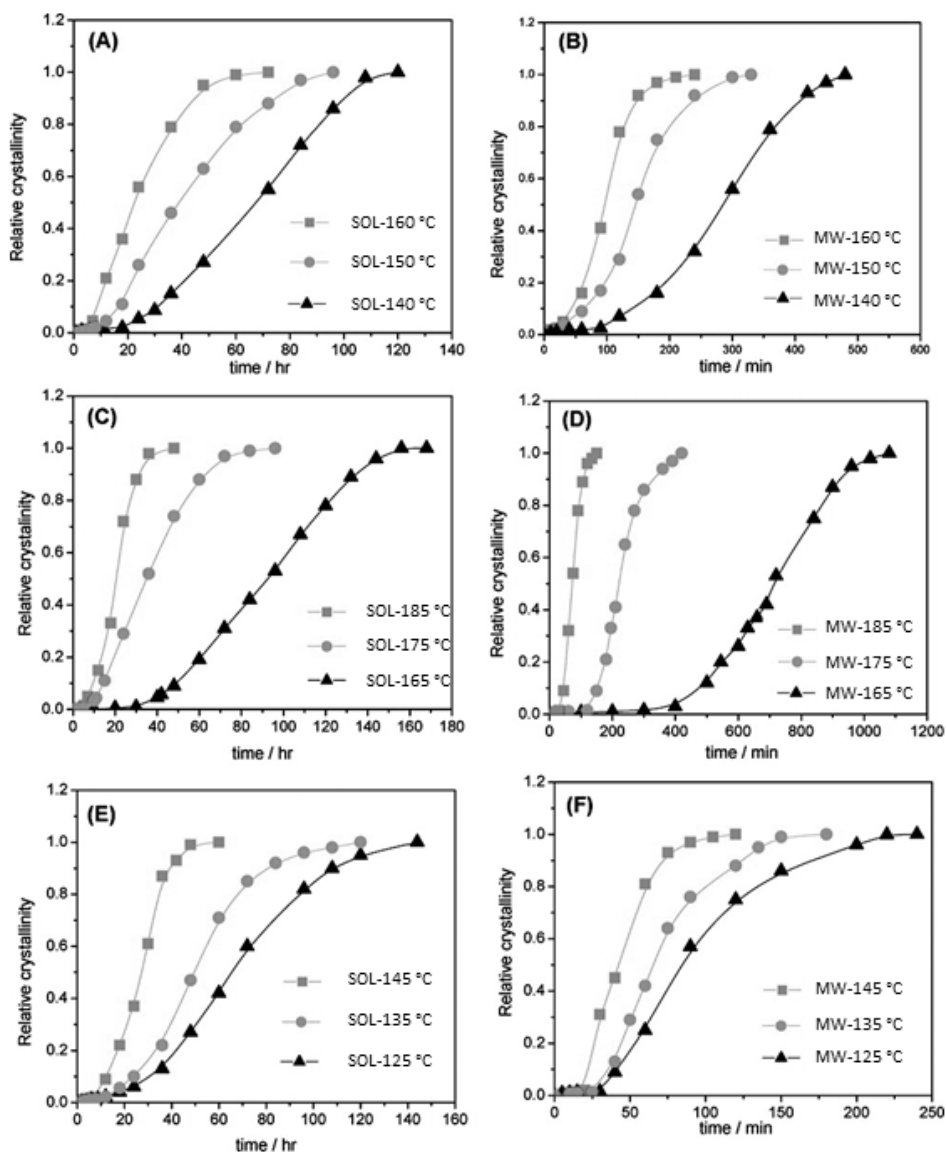 (A)
Relative crystallinity
1.2
1.0
0.8
0.6
0.4
0.2
0.0
SOL-160 °C
SOL-150 °C
SOL-140 °C
0 20 40 60 80 100 120 140
time / hr
(B)
Relative crystallinity
1.2
1.0
0.8
0.6
0.4
0.2
0.0
MW-160 °C
MW-150 °C
MW-140 °C
0 100 200 300 400 500 600
time / min
(C)
Relative crystallinity
1.2
1.0
0.8
0.6
0.4
0.2
0.0
SOL-185 °C
SOL-175 °C
SOL-165 °C
0 20 40 60 80 100 120 140 160 180
time / hr
(D)
Relative crystallinity
1.2
1.0
0.8
0.6
0.4
0.2
0.0
MW-185 °C
MW-175 °C
MW-165 °C
0 200 400 600 800 1000 1200
time / min
(E)
Relative crystallinity
1.2
1.0
0.8
0.6
0.4
0.2
0.0
SOL-145 °C
SOL-135 °C
SOL-125 °C
0 20 40 60 80 100 120 140 160
time / hr
(F)
Relative crystallinity
1.2
1.0
0.8
0.6
0.4
0.2
0.0
MW-145 °C
MW-135 °C
MW-125 °C
0 50 100 150 200 250
time / min